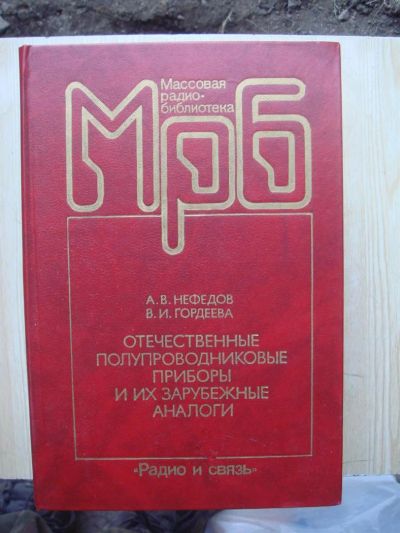 Массовая
радио-
библиотека
Мрб
А. В. НЕФЕДОВ
В. И. ГОРДЕЕВА
ОТЕЧЕСТВЕННЫЕ
ПОЛУПРОВОДНИКОВЫЕ
ПРИБОРЫ
И ИХ ЗАРУБЕЖНЫЕ
АНАЛОГИ
«Радио и связь»